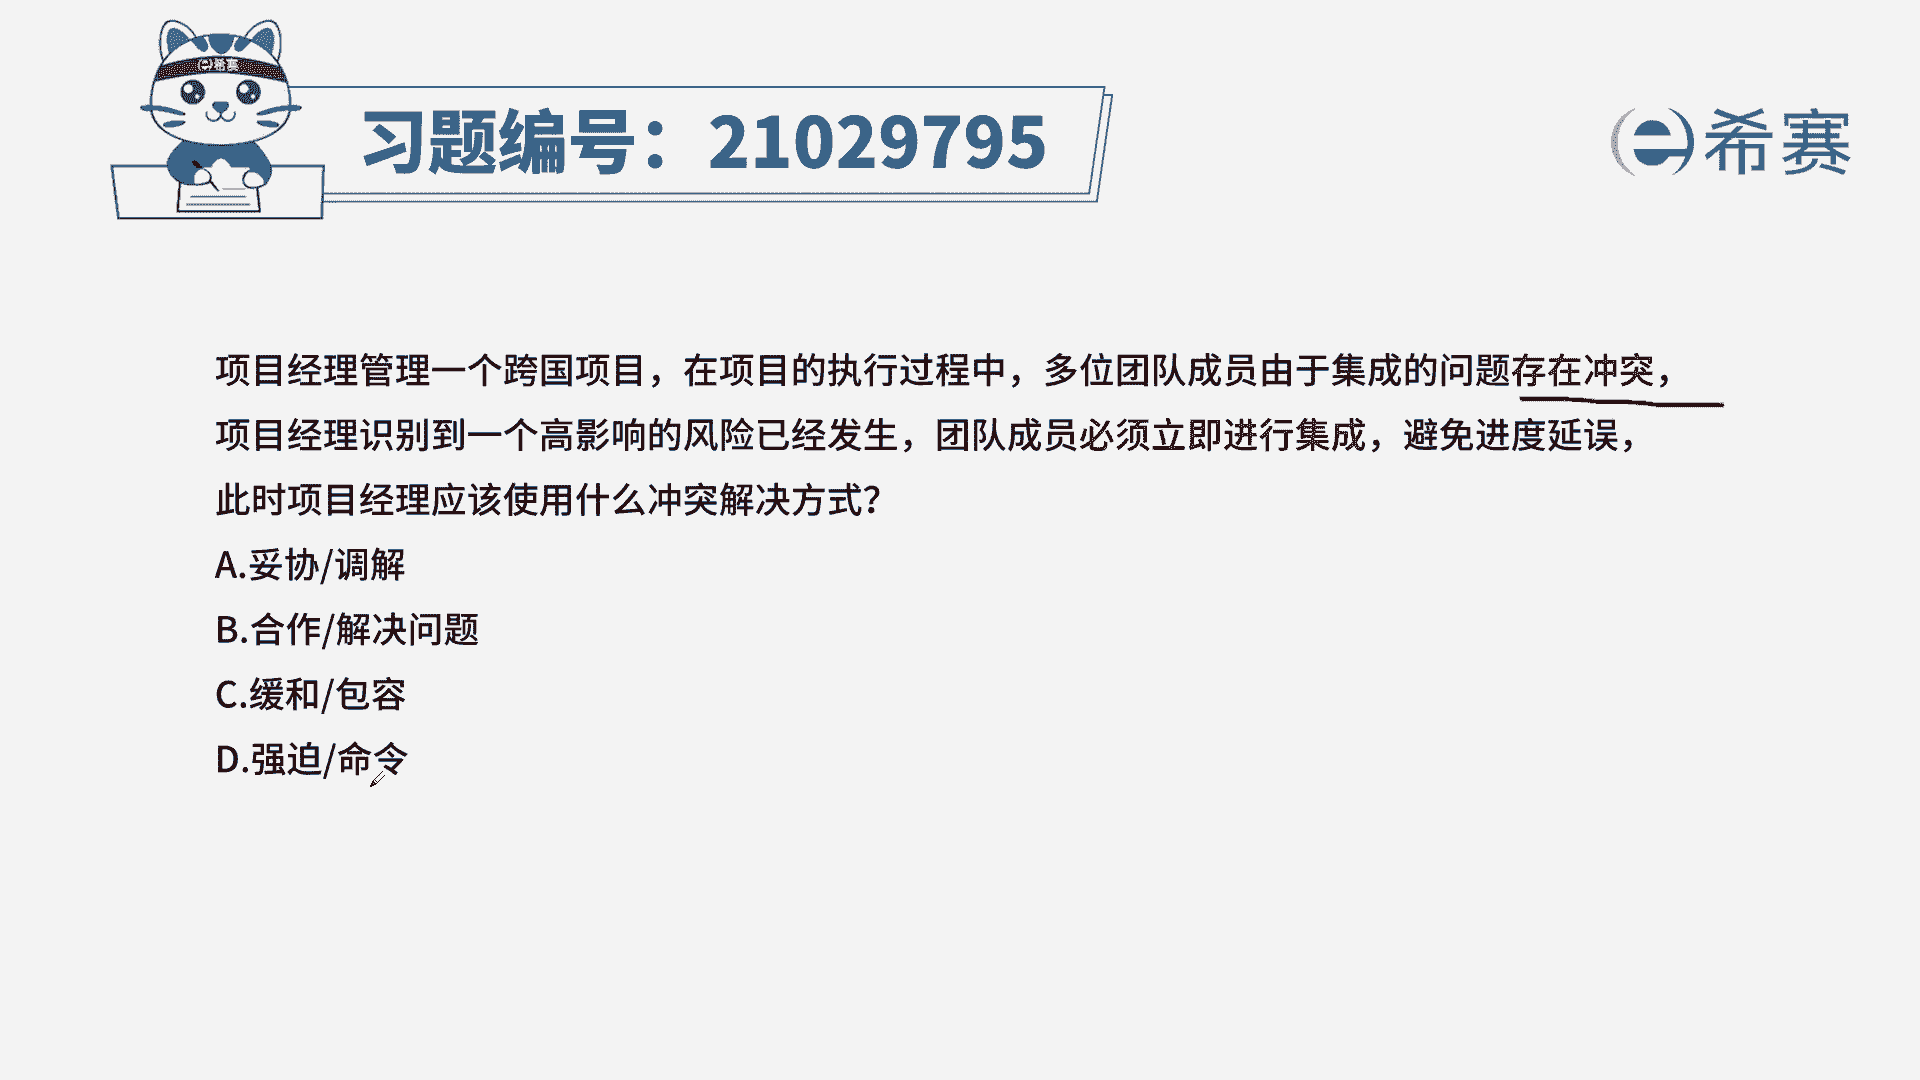 希赛
习题编号：21029795
希赛
项目经理管理一个跨国项目，在项目的执行过程中，多位团队成员由于集成的问题存在冲突，
项目经理识别到一个高影响的风险已经发生，团队成员必须立即进行集成，避免进度延误，
此时项目经理应该使用什么冲突解决方式？
A.妥协/调解
B.合作/解决问题
C.缓和/包容
D.强迫/命令